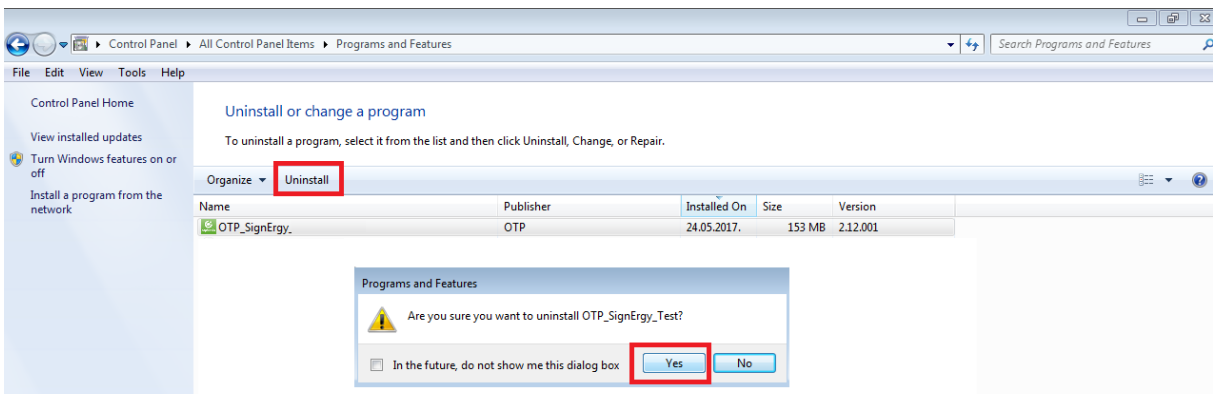 Control Panel ▸ All Control Panel Items ▸ Programs and Features
Search Programs and Features
File Edit View Tools Help
Control Panel Home
View installed updates
Turn Windows features on or
off
Install a program from the
network
Uninstall or change a program
To uninstall a program, select it from the list and then click Uninstall, Change, or Repair.
Organize Uninstall
Name Publisher Installed On Size Version
OTP_SignErgy_ OTP 24.05.2017. 153 MB 2.12.001
Programs and Features
Are you sure you want to uninstall OTP_SignErgy_Test?
In the future, do not show me this dialog box
Yes No